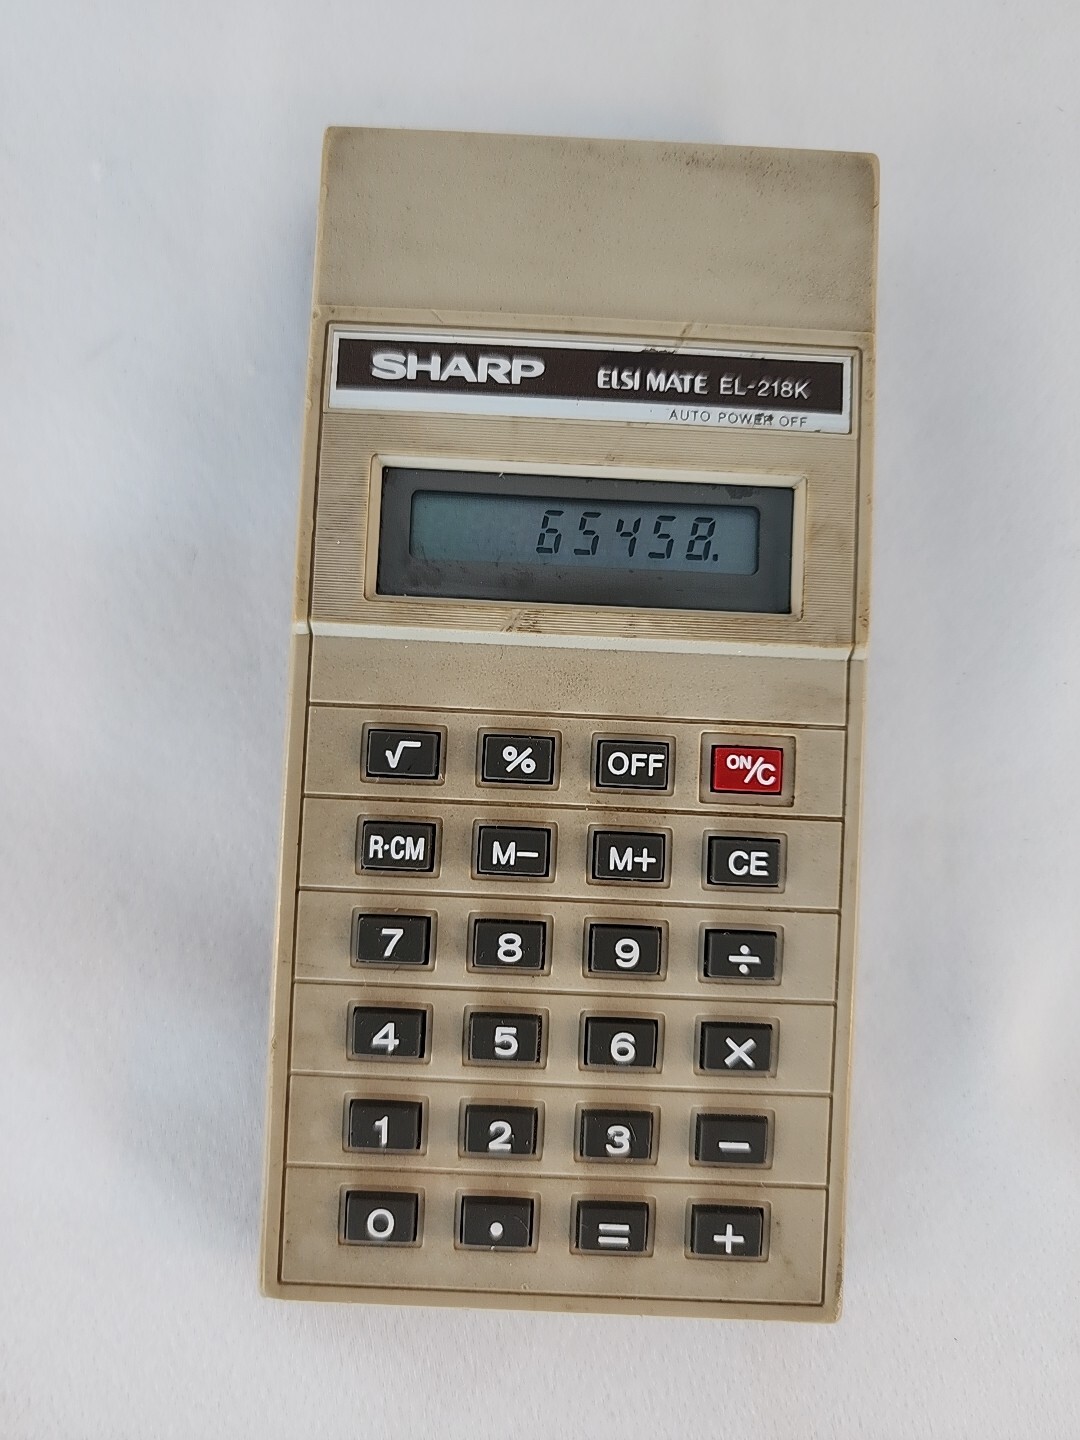 SHARP ELSI MATE EL-218K
AUTO POWER OFF
65458.
√ % OFF ON/C
R·CM M− M+ CE
7 8 9 ÷
4 5 6 ×
1 2 3 −
0 . = +